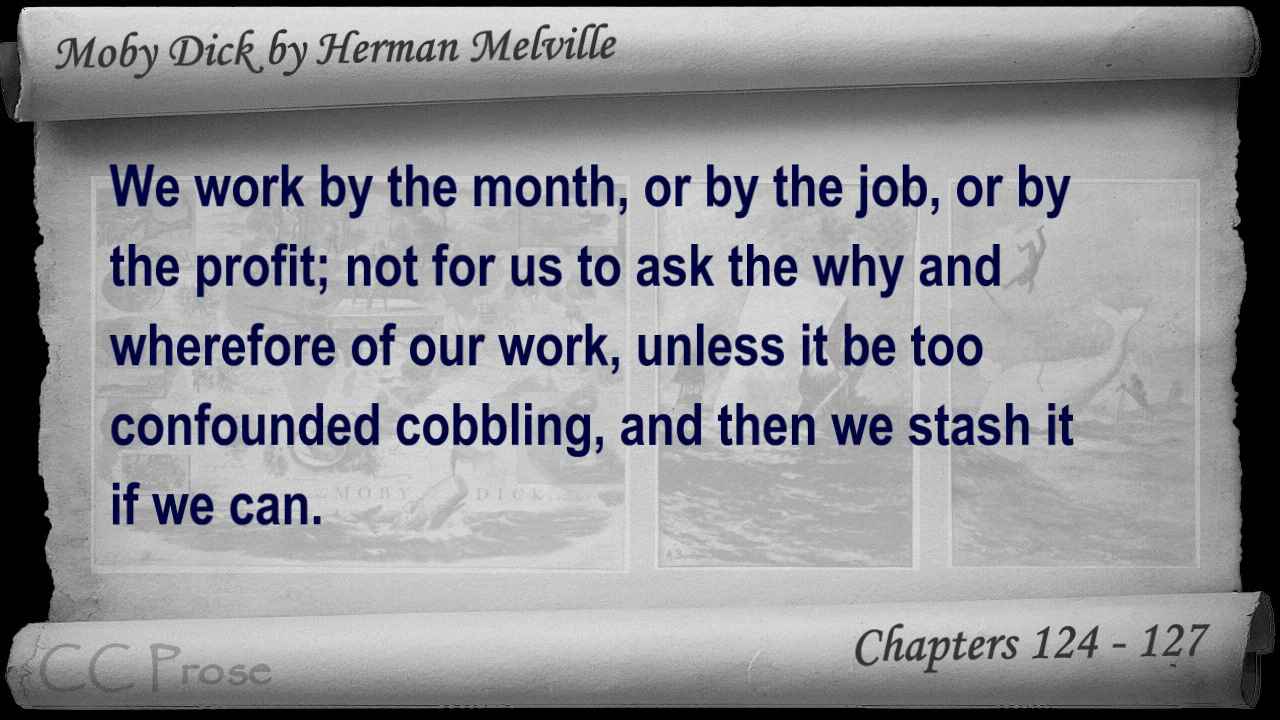 Moby Dick by Herman Melville
We work by the month, or by the job, or by
the profit; not for us to ask the why and
wherefore of our work, unless it be too
confounded cobbling, and then we stash it
if we can.
MOBY DICK
Chapters 124 - 127
CC Prose